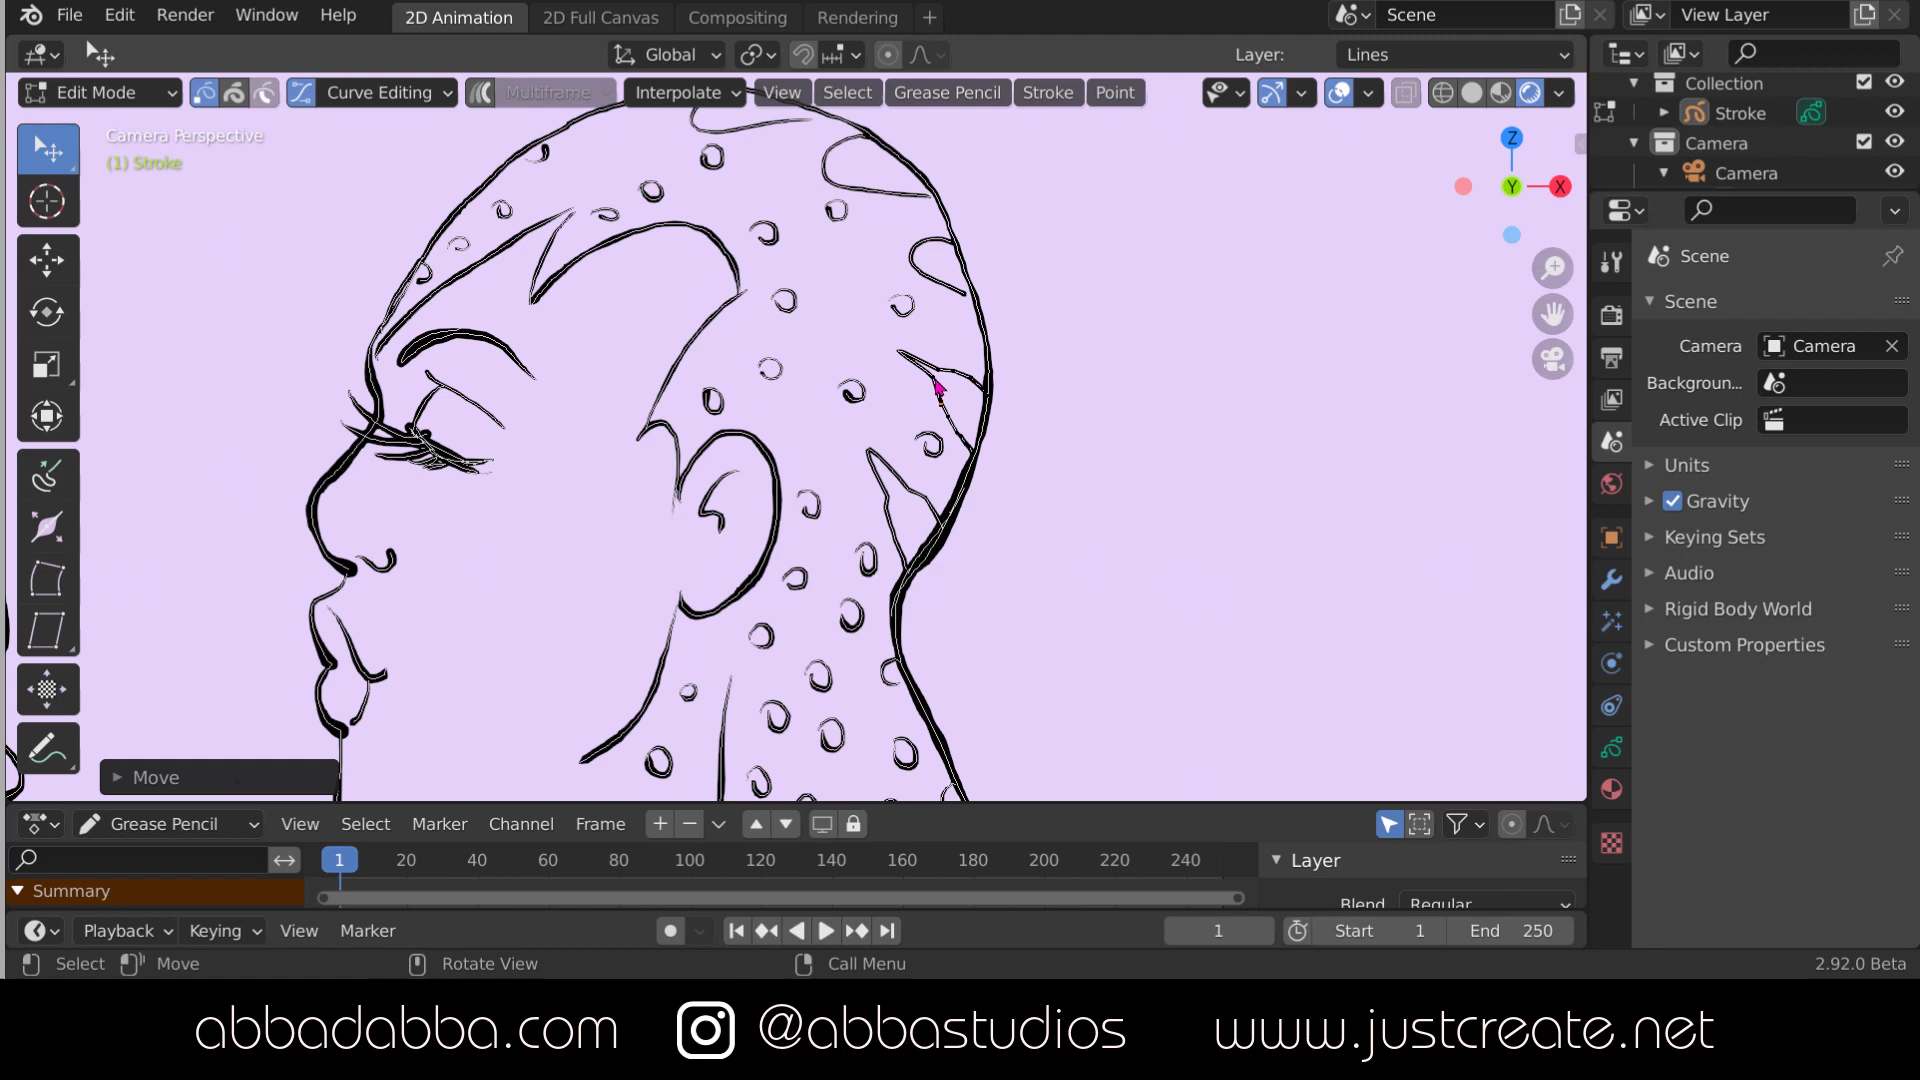 File Edit Render Window Help 2D Animation 2D Full Canvas Compositing Rendering + Scene View Layer
Global Layer: Lines
Edit Mode Curve Editing Multiframe Interpolate View Select Grease Pencil Stroke Point
Camera Perspective
(1) Stroke
Z
Y X
Move
Collection
Stroke
Camera
Camera
Scene
Scene
Camera Camera
Backgroun...
Active Clip
Units
Gravity
Keying Sets
Audio
Rigid Body World
Custom Properties
Grease Pencil View Select Marker Channel Frame
1 20 40 60 80 100 120 140 160 180 200 220 240
Layer
Summary
Blend Regular
Playback Keying View Marker 1 Start 1 End 250
Select Move Rotate View Call Menu 2.92.0 Beta
abbadabba.com @abbastudios www.justcreate.net